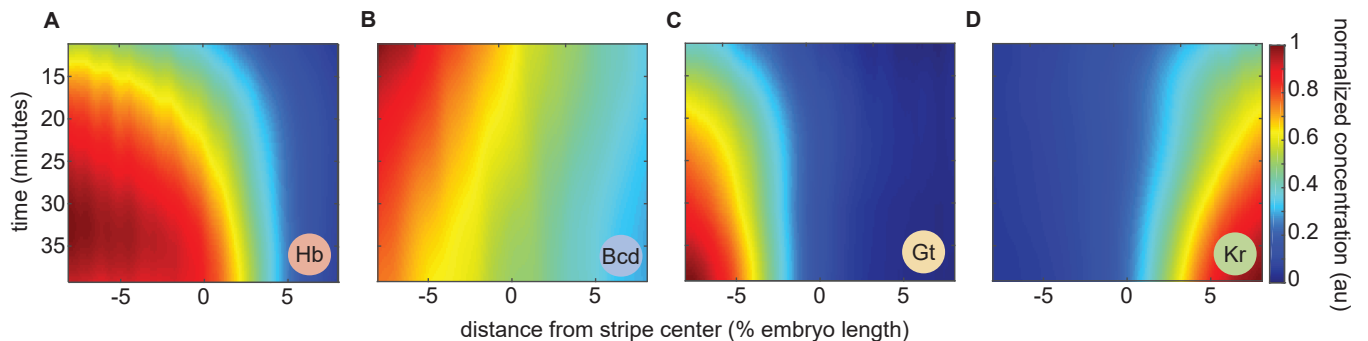 A
B
C
D
time (minutes)
15
20
25
30
35
Hb
Bcd
Gt
Kr
-5 0 5
-5 0 5
-5 0 5
-5 0 5
distance from stripe center (% embryo length)
1
0.8
0.6
0.4
0.2
0
normalized concentration (au)